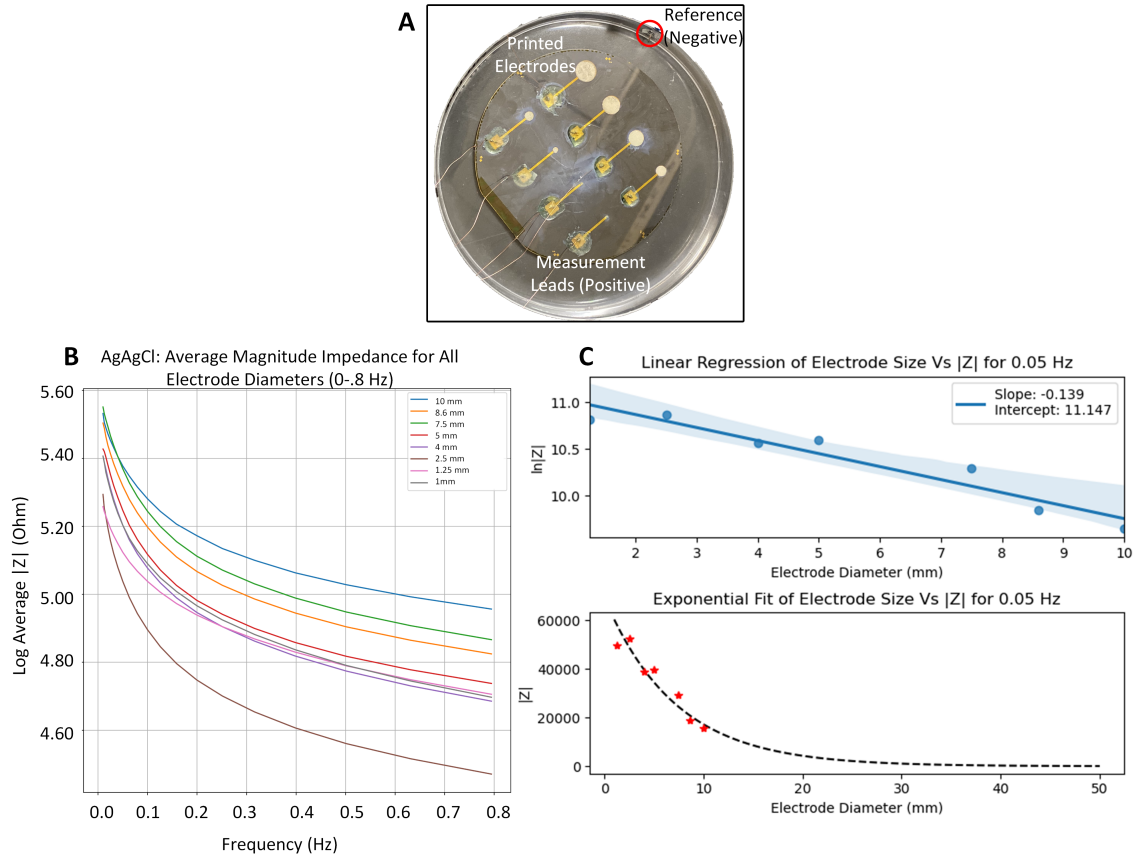 A
Reference
(Negative)
Printed
Electrodes
Measurement
Leads (Positive)
B
AgAgCl: Average Magnitude Impedance for All
Electrode Diameters (0-.8 Hz)
5.60
5.40
5.20
5.00
4.80
4.60
Log Average |Z| (Ohm)
10 mm
8.6 mm
7.5 mm
5 mm
4 mm
2.5 mm
1.25 mm
1mm
0.0 0.1 0.2 0.3 0.4 0.5 0.6 0.7 0.8
Frequency (Hz)
C
Linear Regression of Electrode Size Vs |Z| for 0.05 Hz
Slope: -0.139
Intercept: 11.147
11.0
10.5
10.0
ln|Z|
2 3 4 5 6 7 8 9 10
Electrode Diameter (mm)
Exponential Fit of Electrode Size Vs |Z| for 0.05 Hz
60000
40000
20000
0
|Z|
0 10 20 30 40 50
Electrode Diameter (mm)